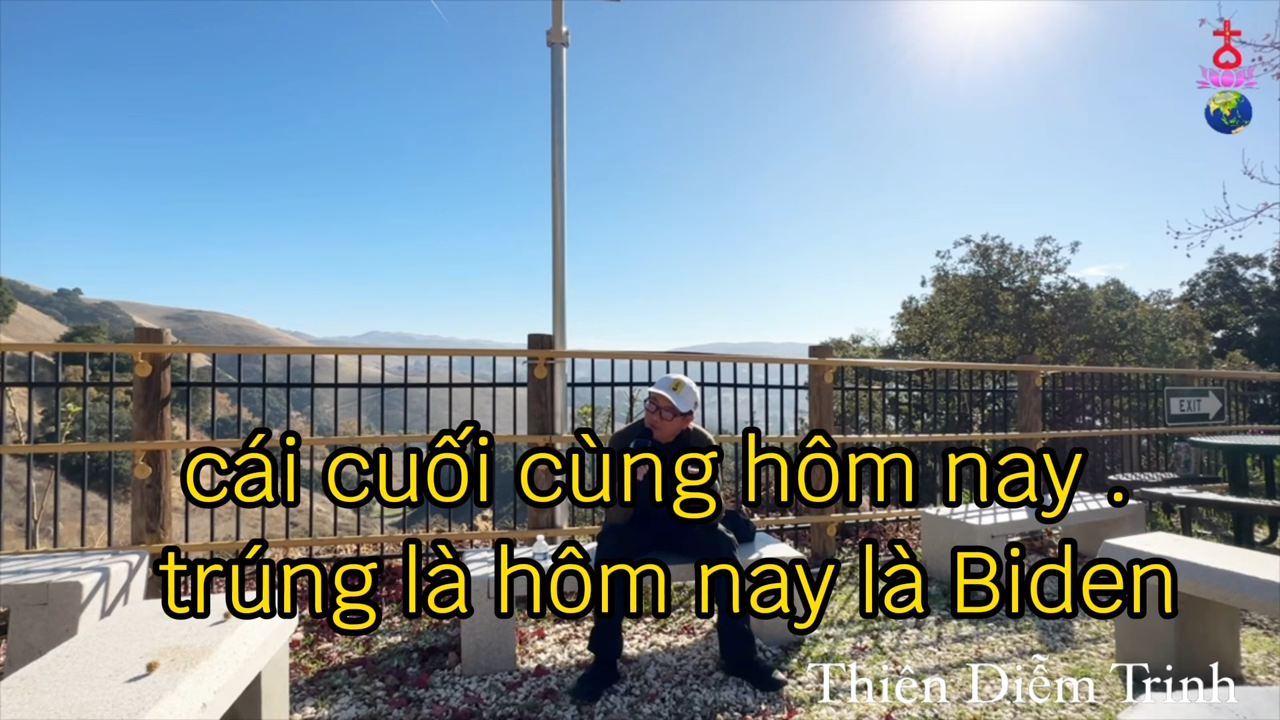 EXIT
cái cuối cùng hôm nay .
trúng là hôm nay là Biden
Thiên Diễm Trinh